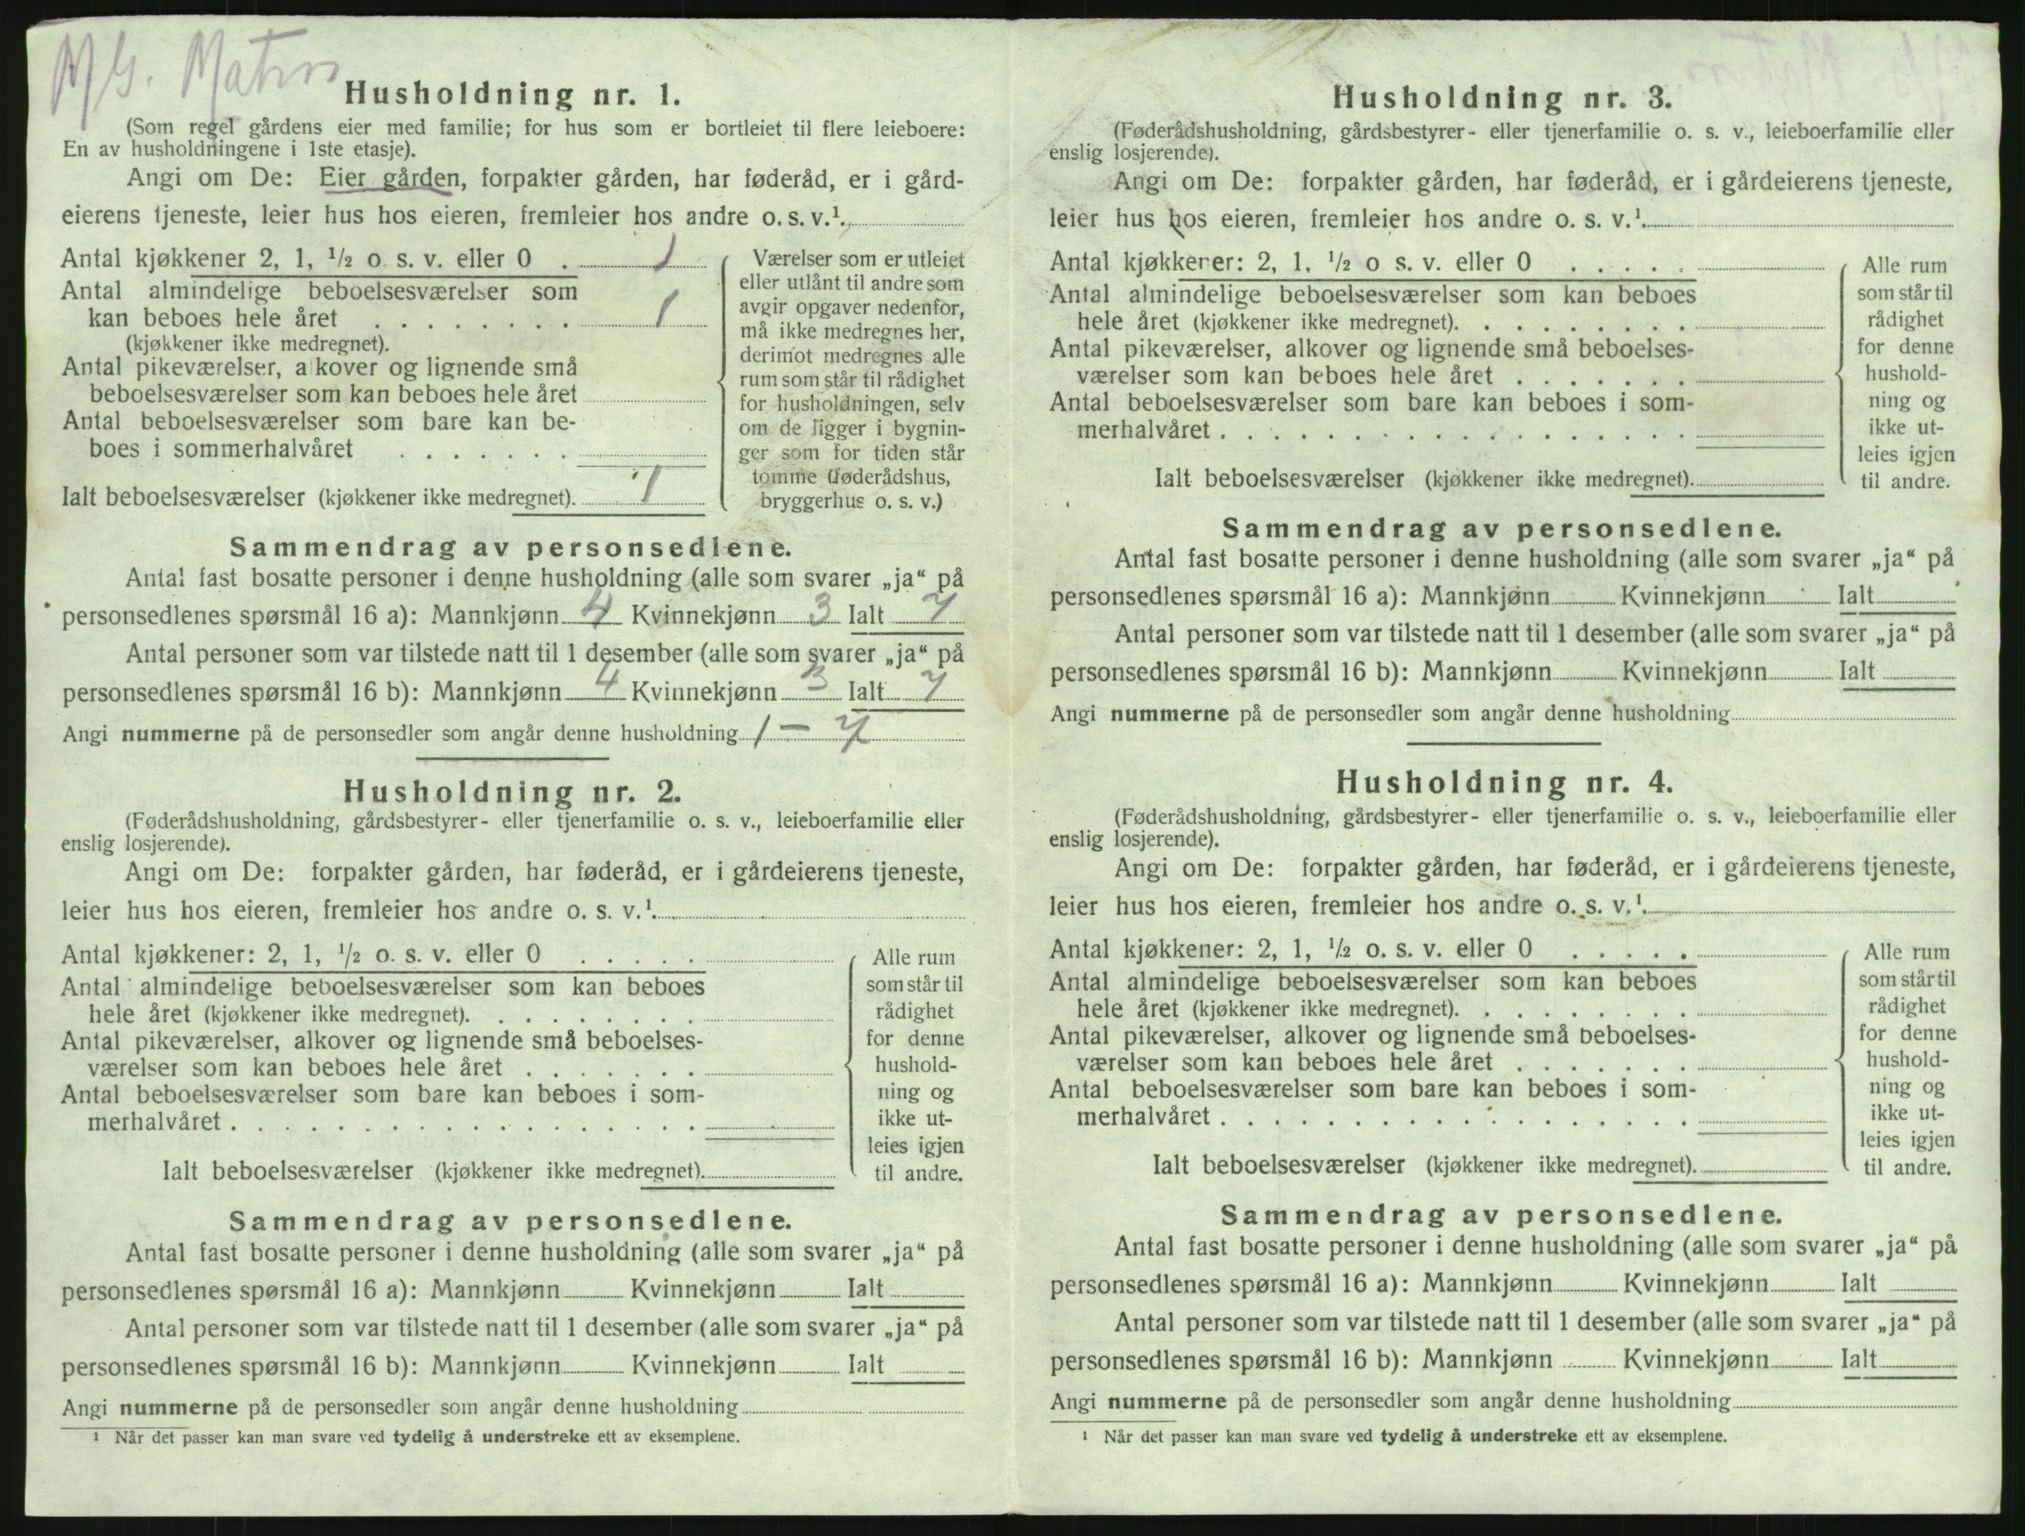 Husholdning nr. 1.
(Som regel gårdens eier med familie; for hus som er bortleiet til flere leieboere:
En av husholdningene i 1ste etasje).
Angi om De: Eier gården, forpakter gården, har føderåd, er i gård-
eierens tjeneste, leier hus hos eieren, fremleier hos andre o. s. v.¹
Antal kjøkkener 2, 1, ½ o s. v. eller 0 . 1
Antal almindelige beboelsesværelser som
kan beboes hele året . . . . . . . . 1
(kjøkkener ikke medregnet).
Antal pikeværelser, alkover og lignende små
beboelsesværelser som kan beboes hele året
Antal beboelsesværelser som bare kan be-
boes i sommerhalvåret . . . . . . .
Ialt beboelsesværelser (kjøkkener ikke medregnet). 1
Værelser som er utleiet
eller utlånt til andre som
avgir opgaver nedenfor,
må ikke medregnes her,
derimot medregnes alle
rum som står til rådighet
for husholdningen, selv
om de ligger i bygnin-
ger som for tiden står
tomme (føderådshus,
bryggerhus o. s. v.)
Sammendrag av personsedlene.
Antal fast bosatte personer i denne husholdning (alle som svarer „ja“ på
personsedlenes spørsmål 16 a): Mannkjønn 4 Kvinnekjønn 3 Ialt 7
Antal personer som var tilstede natt til 1 desember (alle som svarer „ja“ på
personsedlenes spørsmål 16 b): Mannkjønn 4 Kvinnekjønn 3 Ialt 7
Angi nummerne på de personsedler som angår denne husholdning 1 – 7
Husholdning nr. 2.
(Føderådshusholdning, gårdsbestyrer- eller tjenerfamilie o. s. v., leieboerfamilie eller
enslig losjerende).
Angi om De: forpakter gården, har føderåd, er i gårdeierens tjeneste,
leier hus hos eieren, fremleier hos andre o. s. v.¹
Antal kjøkkener: 2, 1, ½ o. s. v. eller 0 . . . . .
Antal almindelige beboelsesværelser som kan beboes
hele året (kjøkkener ikke medregnet). . . . . . . . .
Antal pikeværelser, alkover og lignende små beboelses-
værelser som kan beboes hele året . . . . . . .
Antal beboelsesværelser som bare kan beboes i som-
merhalvåret . . . . . . . . . . . . . . . . . .
Ialt beboelsesværelser (kjøkkener ikke medregnet).
Alle rum
som står til
rådighet
for denne
hushold-
ning og
ikke ut-
leies igjen
til andre.
Sammendrag av personsedlene.
Antal fast bosatte personer i denne husholdning (alle som svarer „ja“ på
personsedlenes spørsmål 16 a): Mannkjønn Kvinnekjønn Ialt
Antal personer som var tilstede natt til 1 desember (alle som svarer „ja“ på
personsedlenes spørsmål 16 b): Mannkjønn Kvinnekjønn Ialt
Angi nummerne på de personsedler som angår denne husholdning
¹ Når det passer kan man svare ved tydelig å understreke ett av eksemplene.
Husholdning nr. 3.
(Føderådshusholdning, gårdsbestyrer- eller tjenerfamilie o. s. v., leieboerfamilie eller
enslig losjerende).
Angi om De: forpakter gården, har føderåd, er i gårdeierens tjeneste,
leier hus hos eieren, fremleier hos andre o. s. v.¹
Antal kjøkkener: 2, 1, ½ o s. v. eller 0 . . . . .
Antal almindelige beboelsesværelser som kan beboes
hele året (kjøkkener ikke medregnet). . . . . . . . .
Antal pikeværelser, alkover og lignende små beboelses-
værelser som kan beboes hele året . . . . . . .
Antal beboelsesværelser som bare kan beboes i som-
merhalvåret . . . . . . . . . . . . . . . . . .
Ialt beboelsesværelser (kjøkkener ikke medregnet).
Alle rum
som står til
rådighet
for denne
hushold-
ning og
ikke ut-
leies igjen
til andre.
Sammendrag av personsedlene.
Antal fast bosatte personer i denne husholdning (alle som svarer „ja“ på
personsedlenes spørsmål 16 a): Mannkjønn Kvinnekjønn Ialt
Antal personer som var tilstede natt til 1 desember (alle som svarer „ja“ på
personsedlenes spørsmål 16 b): Mannkjønn Kvinnekjønn Ialt
Angi nummerne på de personsedler som angår denne husholdning
Husholdning nr. 4.
(Føderådshusholdning, gårdsbestyrer- eller tjenerfamilie o. s. v., leieboerfamilie eller
enslig losjerende).
Angi om De: forpakter gården, har føderåd, er i gårdeierens tjeneste,
leier hus hos eieren, fremleier hos andre o. s. v.¹
Antal kjøkkener: 2, 1, ½ o. s. v. eller 0 . . . . .
Antal almindelige beboelsesværelser som kan beboes
hele året (kjøkkener ikke medregnet). . . . . . . . .
Antal pikeværelser, alkover og lignende små beboelses-
værelser som kan beboes hele året . . . . . . .
Antal beboelsesværelser som bare kan beboes i som-
merhalvåret . . . . . . . . . . . . . . . . . .
Ialt beboelsesværelser (kjøkkener ikke medregnet).
Alle rum
som står til
rådighet
for denne
hushold-
ning og
ikke ut-
leies igjen
til andre.
Sammendrag av personsedlene.
Antal fast bosatte personer i denne husholdning (alle som svarer „ja“ på
personsedlenes spørsmål 16 a): Mannkjønn Kvinnekjønn Ialt
Antal personer som var tilstede natt til 1 desember (alle som svarer „ja“ på
personsedlenes spørsmål 16 b): Mannkjønn Kvinnekjønn Ialt
Angi nummerne på de personsedler som angår denne husholdning
¹ Når det passer kan man svare ved tydelig å understreke ett av eksemplene.